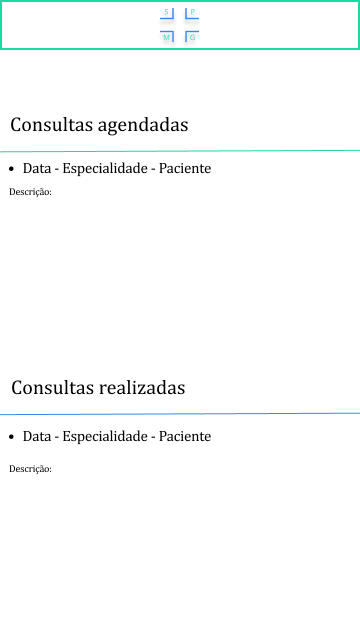 S P
M G
Consultas agendadas
• Data - Especialidade - Paciente
Descrição:
Consultas realizadas
• Data - Especialidade - Paciente
Descrição: